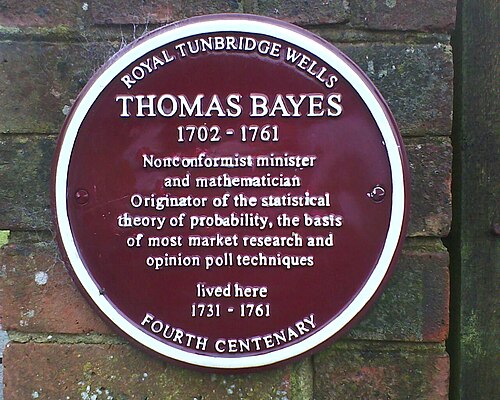 ROYAL TUNBRIDGE WELLS
THOMAS BAYES
1702 - 1761
Nonconformist minister
and mathematician
Originator of the statistical
theory of probability, the basis
of most market research and
opinion poll techniques
lived here
1731 - 1761
FOURTH CENTENARY